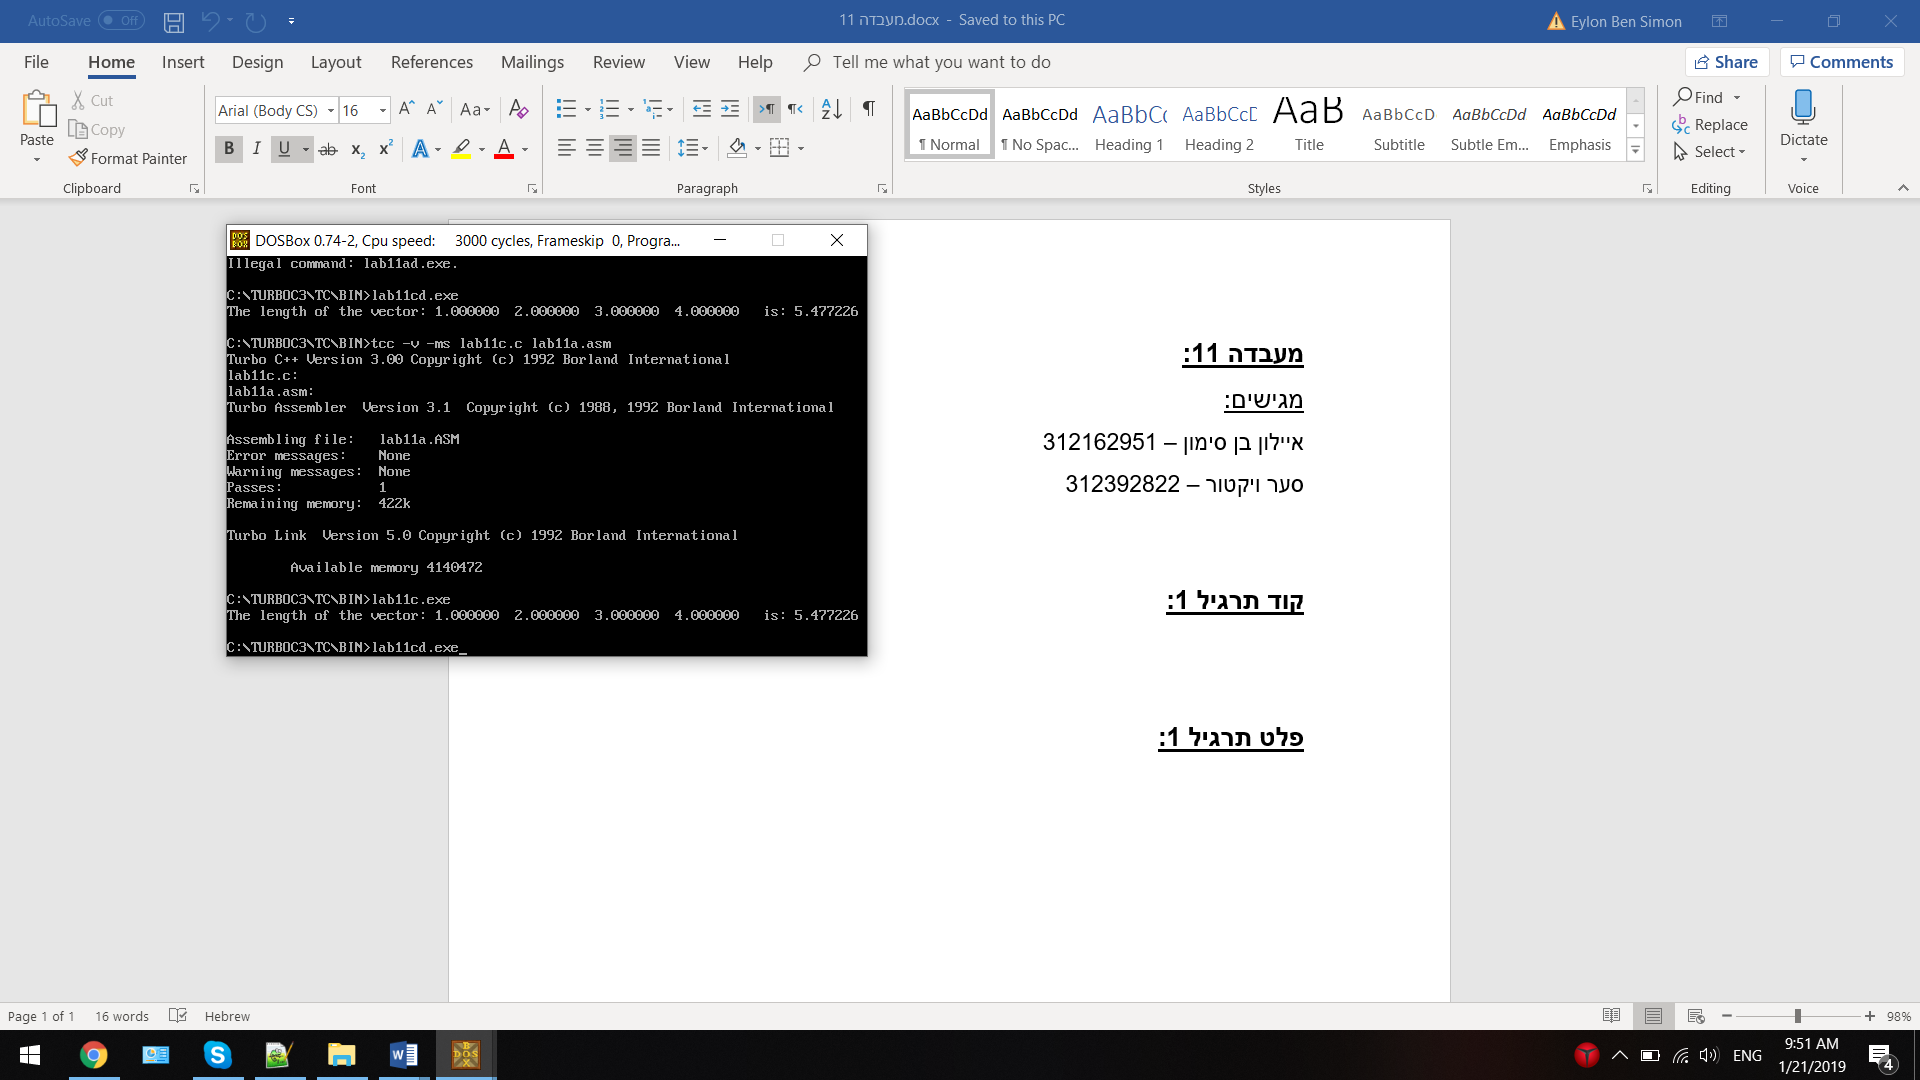 AutoSave Off
מעבדה 11.docx - Saved to this PC
Eylon Ben Simon
File Home Insert Design Layout References Mailings Review View Help Tell me what you want to do
Share Comments
Paste
Cut
Copy
Format Painter
Clipboard
Arial (Body CS) 16
Font
Paragraph
AaBbCcDd AaBbCcDd AaBbCc AaBbCcC AaB AaBbCcD AaBbCcDd AaBbCcDd
¶ Normal ¶ No Spac... Heading 1 Heading 2 Title Subtitle Subtle Em... Emphasis
Styles
Find
Replace
Select
Editing
Dictate
Voice
DOSBox 0.74-2, Cpu speed: 3000 cycles, Frameskip 0, Progra...
Illegal command: lab11ad.exe.
C:\TURBOC3\TC\BIN>lab11cd.exe
The length of the vector: 1.000000 2.000000 3.000000 4.000000 is: 5.477226
C:\TURBOC3\TC\BIN>tcc -v -ms lab11c.c lab11a.asm
Turbo C++ Version 3.00 Copyright (c) 1992 Borland International
lab11c.c:
lab11a.asm:
Turbo Assembler Version 3.1 Copyright (c) 1988, 1992 Borland International
Assembling file: lab11a.ASM
Error messages: None
Warning messages: None
Passes: 1
Remaining memory: 422k
Turbo Link Version 5.0 Copyright (c) 1992 Borland International
Available memory 4140472
C:\TURBOC3\TC\BIN>lab11c.exe
The length of the vector: 1.000000 2.000000 3.000000 4.000000 is: 5.477226
C:\TURBOC3\TC\BIN>lab11cd.exe_
מעבדה 11:
מגישים:
איילון בן סימון – 312162951
סער ויקטור – 312392822
קוד תרגיל 1:
פלט תרגיל 1:
Page 1 of 1 16 words Hebrew
98%
ENG
9:51 AM
1/21/2019
4